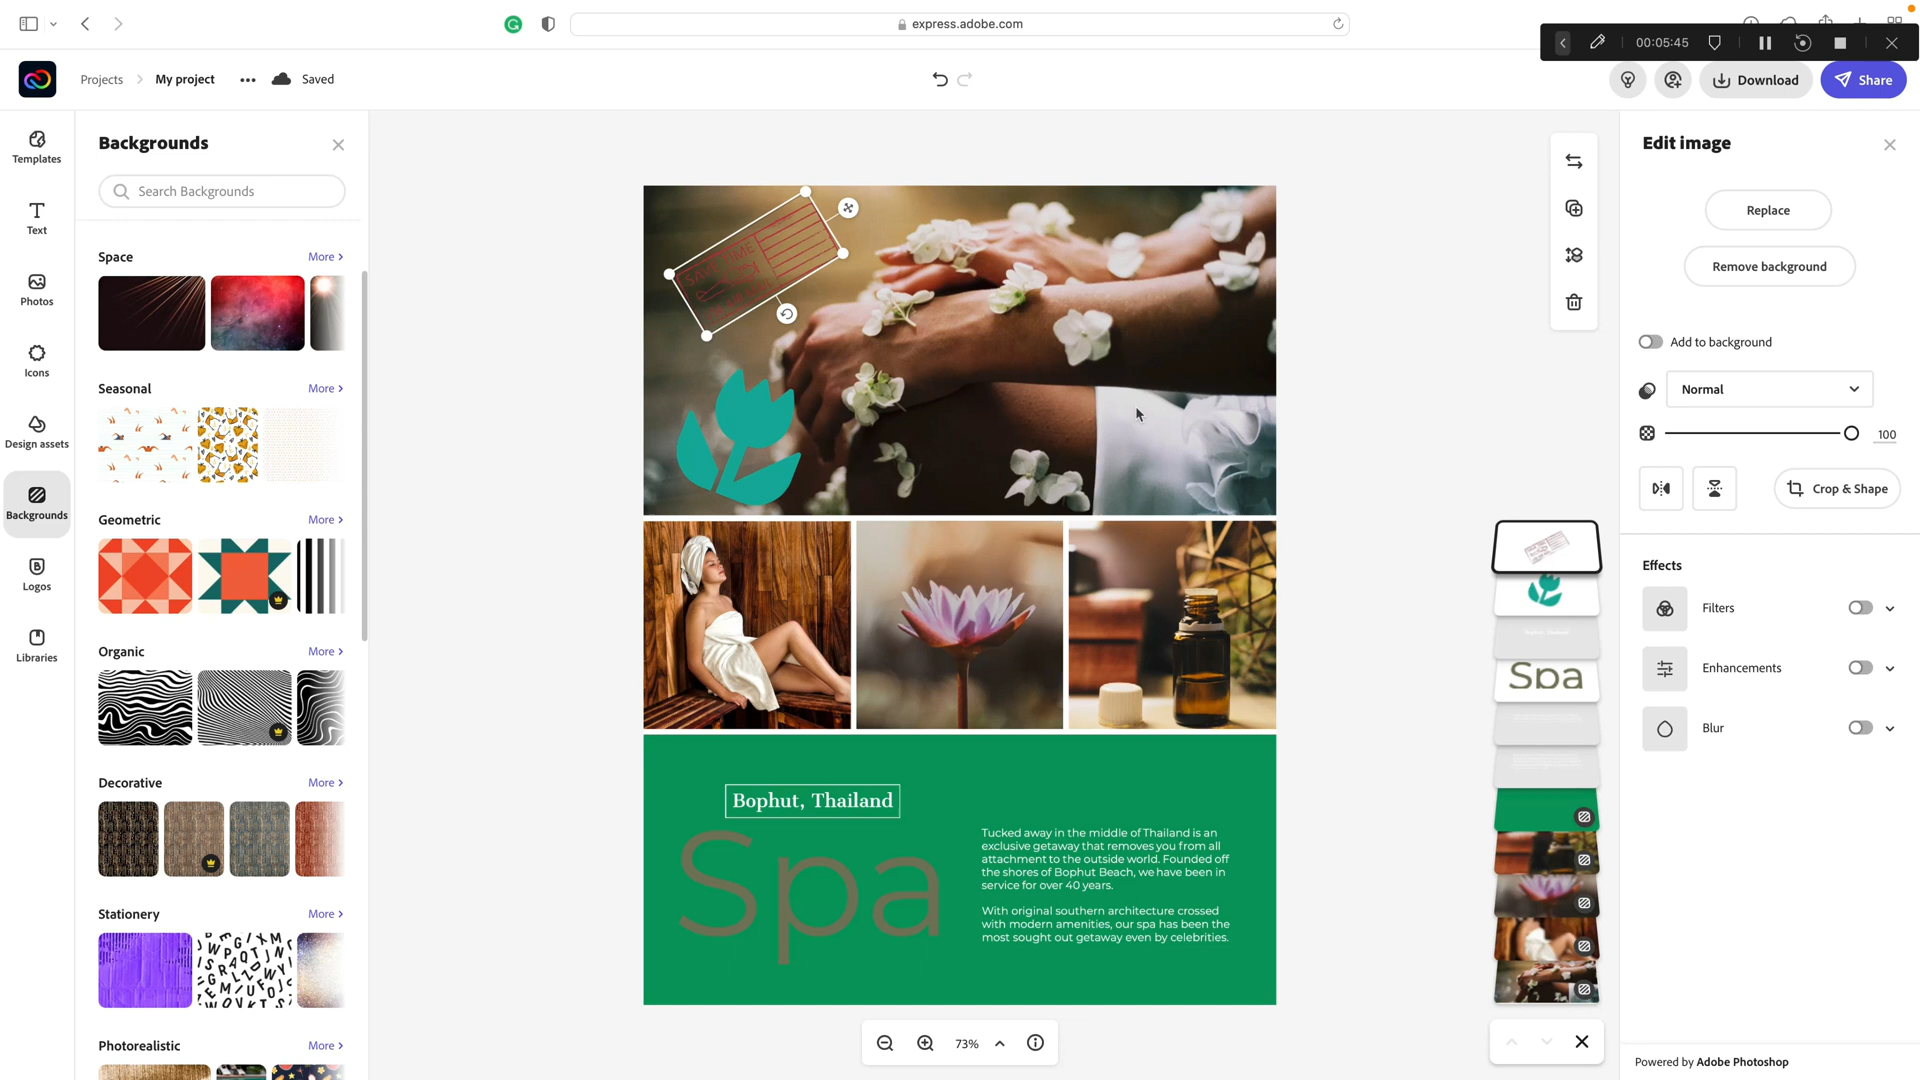 express.adobe.com
00:05:45
Projects
My project
Saved
Download
Share
Templates
Text
Photos
Icons
Design assets
Backgrounds
Logos
Libraries
Backgrounds
Search Backgrounds
Space
More
Seasonal
More
Geometric
More
Organic
More
Decorative
More
Stationery
More
Photorealistic
More
Bophut, Thailand
Spa
Tucked away in the middle of Thailand is an
exclusive getaway that removes you from all
attachment to the outside world. Founded off
the shores of Bophut Beach, we have been in
service for over 40 years.
With original southern architecture crossed
with modern amenities, our spa has been the
most sought out getaway even by celebrities.
73%
Spa
Edit image
Replace
Remove background
Add to background
Normal
100
Crop & Shape
Effects
Filters
Enhancements
Blur
Powered by Adobe Photoshop